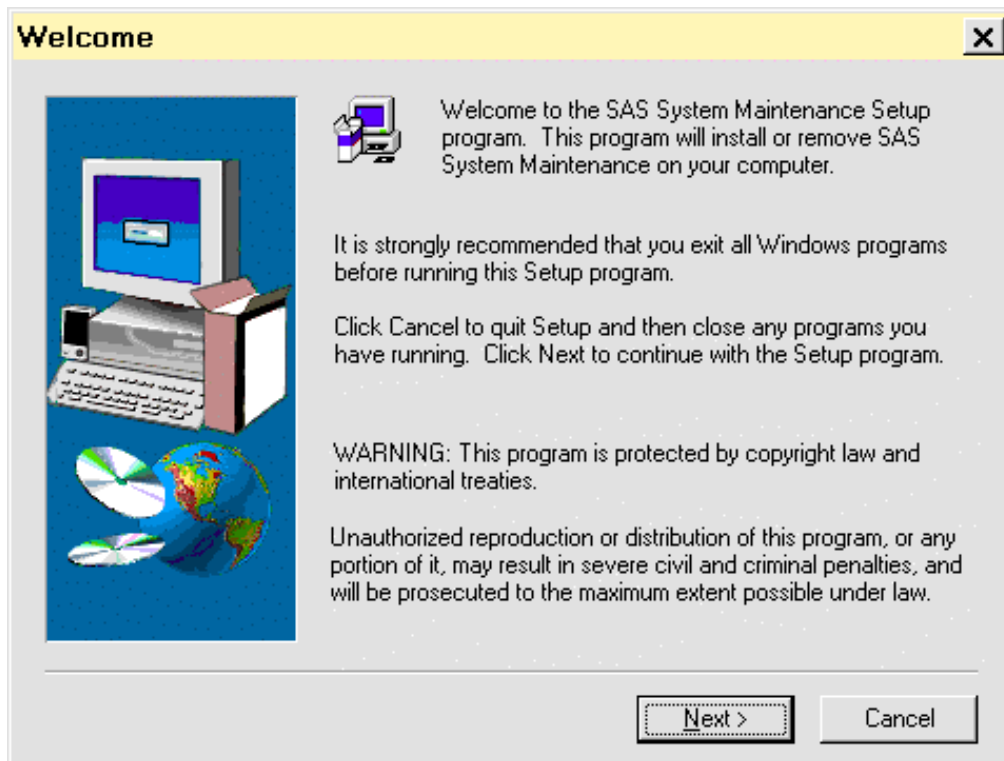 Welcome
Welcome to the SAS System Maintenance Setup
program.  This program will install or remove SAS
System Maintenance on your computer.
It is strongly recommended that you exit all Windows programs
before running this Setup program.
Click Cancel to quit Setup and then close any programs you
have running.  Click Next to continue with the Setup program.
WARNING: This program is protected by copyright law and
international treaties.
Unauthorized reproduction or distribution of this program, or any
portion of it, may result in severe civil and criminal penalties, and
will be prosecuted to the maximum extent possible under law.
Next >
Cancel